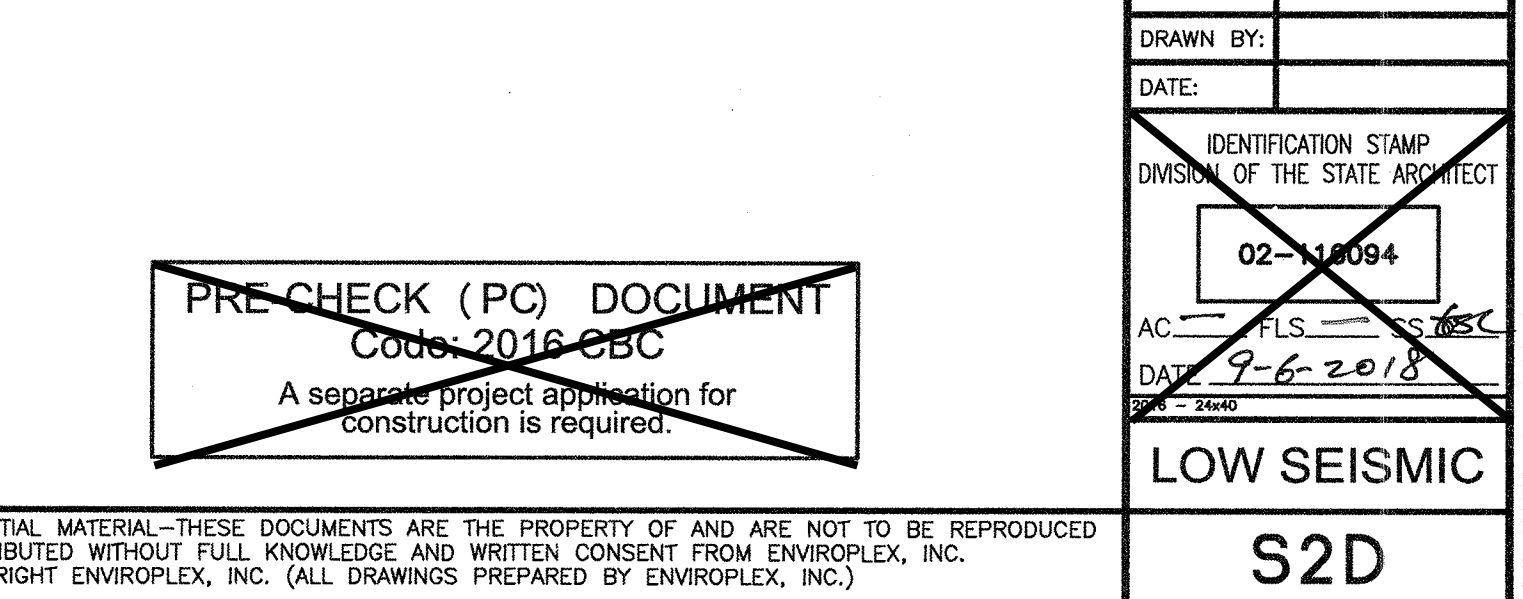 DRAWN BY:
DATE:
IDENTIFICATION STAMP
DIVISION OF THE STATE ARCHITECT
02-116094
AC — FLS — SS
DATE 9-6-2018
2016 - 24x40
LOW SEISMIC
S2D
PRE-CHECK (PC) DOCUMENT
Code: 2016 CBC
A separate project application for
construction is required.
TIAL MATERIAL-THESE DOCUMENTS ARE THE PROPERTY OF AND ARE NOT TO BE REPRODUCED
IBUTED WITHOUT FULL KNOWLEDGE AND WRITTEN CONSENT FROM ENVIROPLEX, INC.
RIGHT ENVIROPLEX, INC. (ALL DRAWINGS PREPARED BY ENVIROPLEX, INC.)